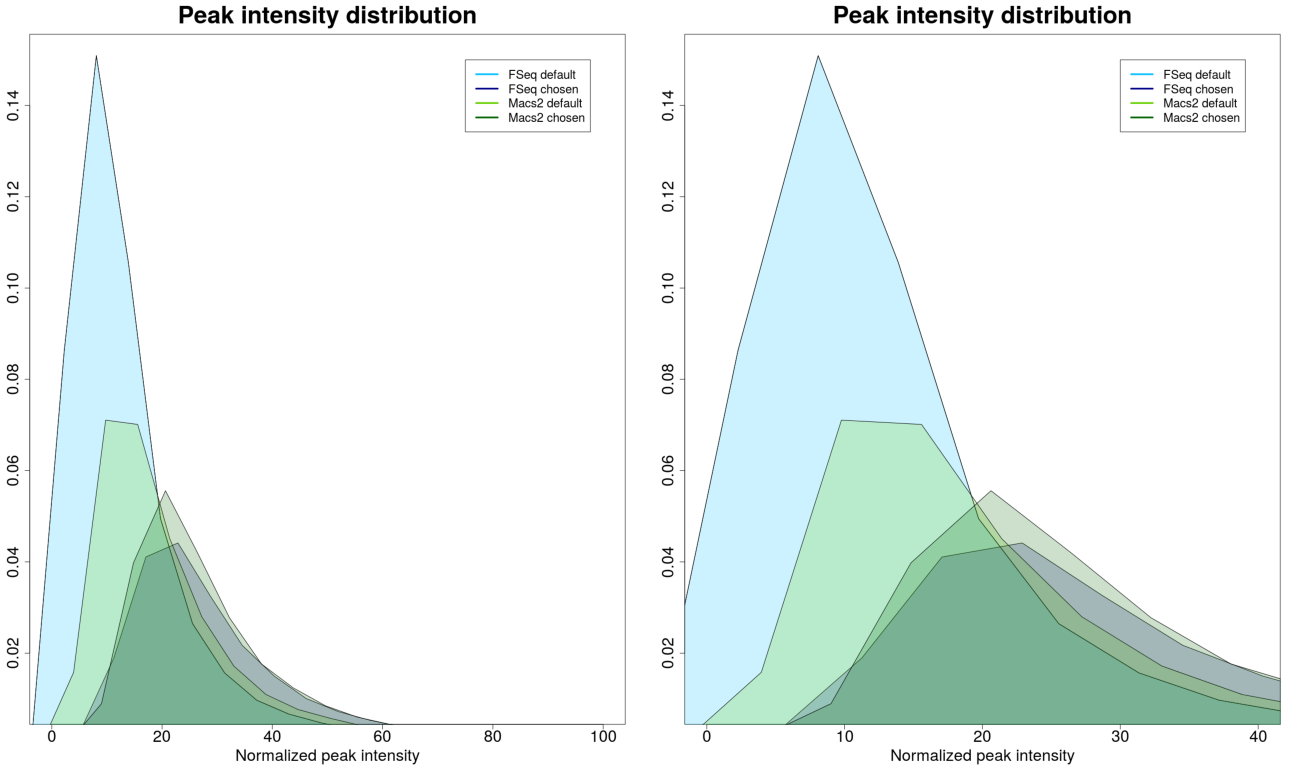 Peak intensity distribution
FSeq default
FSeq chosen
Macs2 default
Macs2 chosen
0.14
0.12
0.10
0.08
0.06
0.04
0.02
0 20 40 60 80 100
Normalized peak intensity
Peak intensity distribution
FSeq default
FSeq chosen
Macs2 default
Macs2 chosen
0.14
0.12
0.10
0.08
0.06
0.04
0.02
0 10 20 30 40
Normalized peak intensity